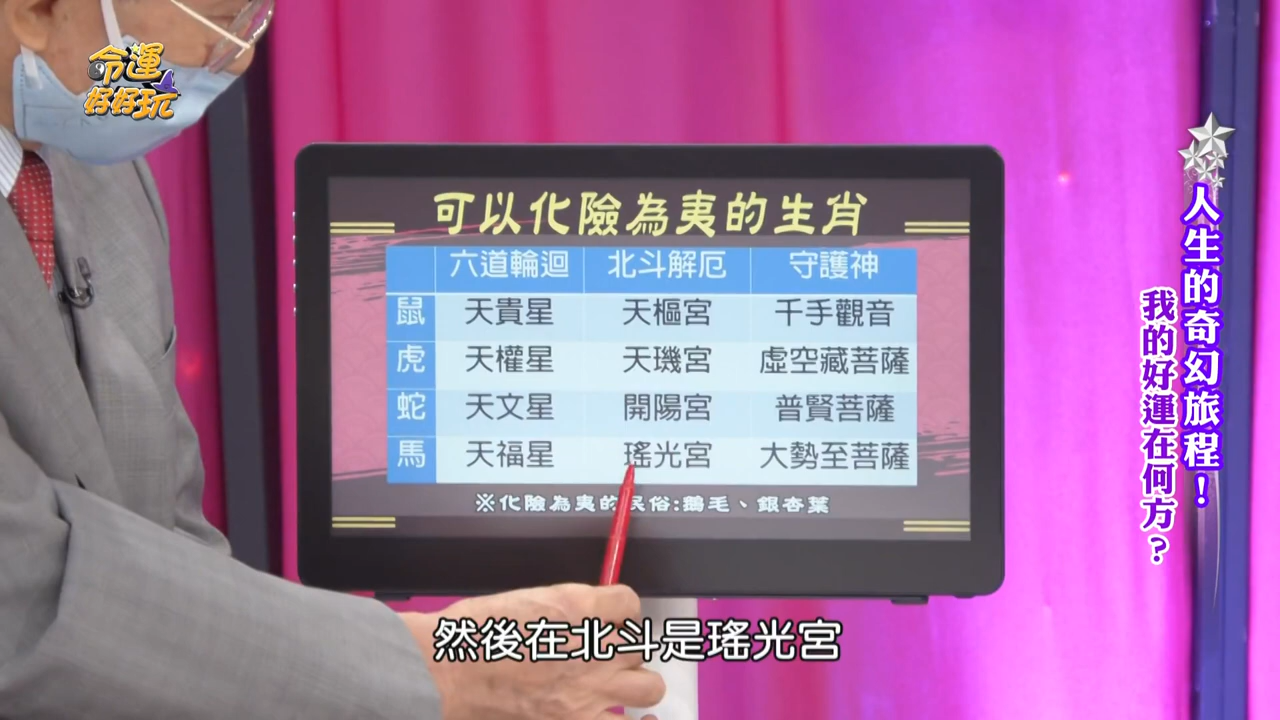 命運
好好玩
人生的奇幻旅程！
我的好運在何方？
可以化險為夷的生肖
六道輪迴 北斗解厄 守護神
鼠 天貴星 天樞宮 千手觀音
虎 天權星 天璣宮 虛空藏菩薩
蛇 天文星 開陽宮 普賢菩薩
馬 天福星 瑤光宮 大勢至菩薩
※化險為夷的民俗:鵝毛、銀杏葉
然後在北斗是瑤光宮